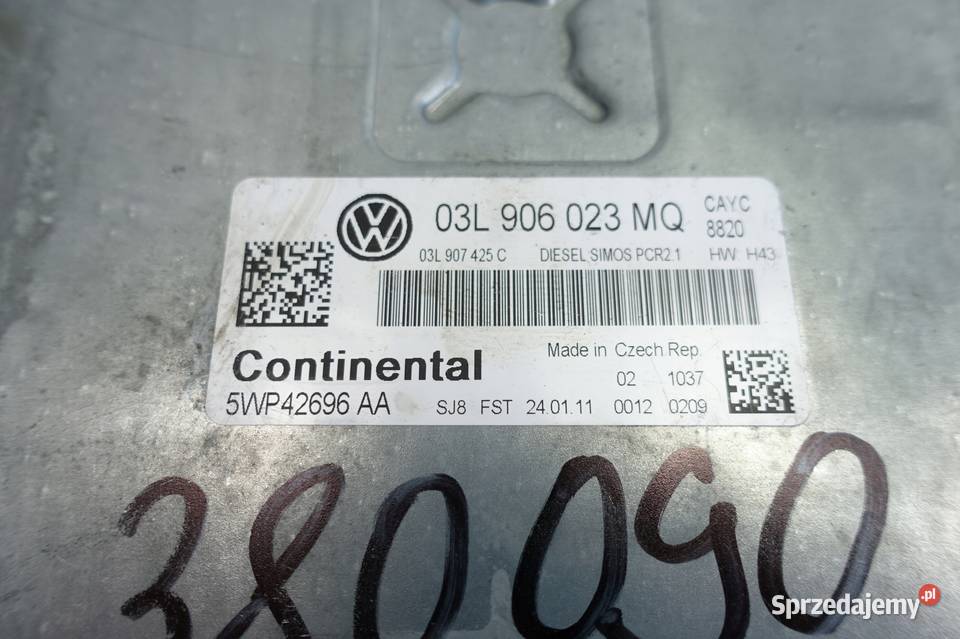 03L 906 023 MQ CAYC
8820
03L 907 425 C DIESEL SIMOS PCR2.1 HW H43
Continental Made in Czech Rep.
02 1037
5WP42696 AA SJ8 FST 24.01.11 0012 0209
380090
Sprzedajemy.pl